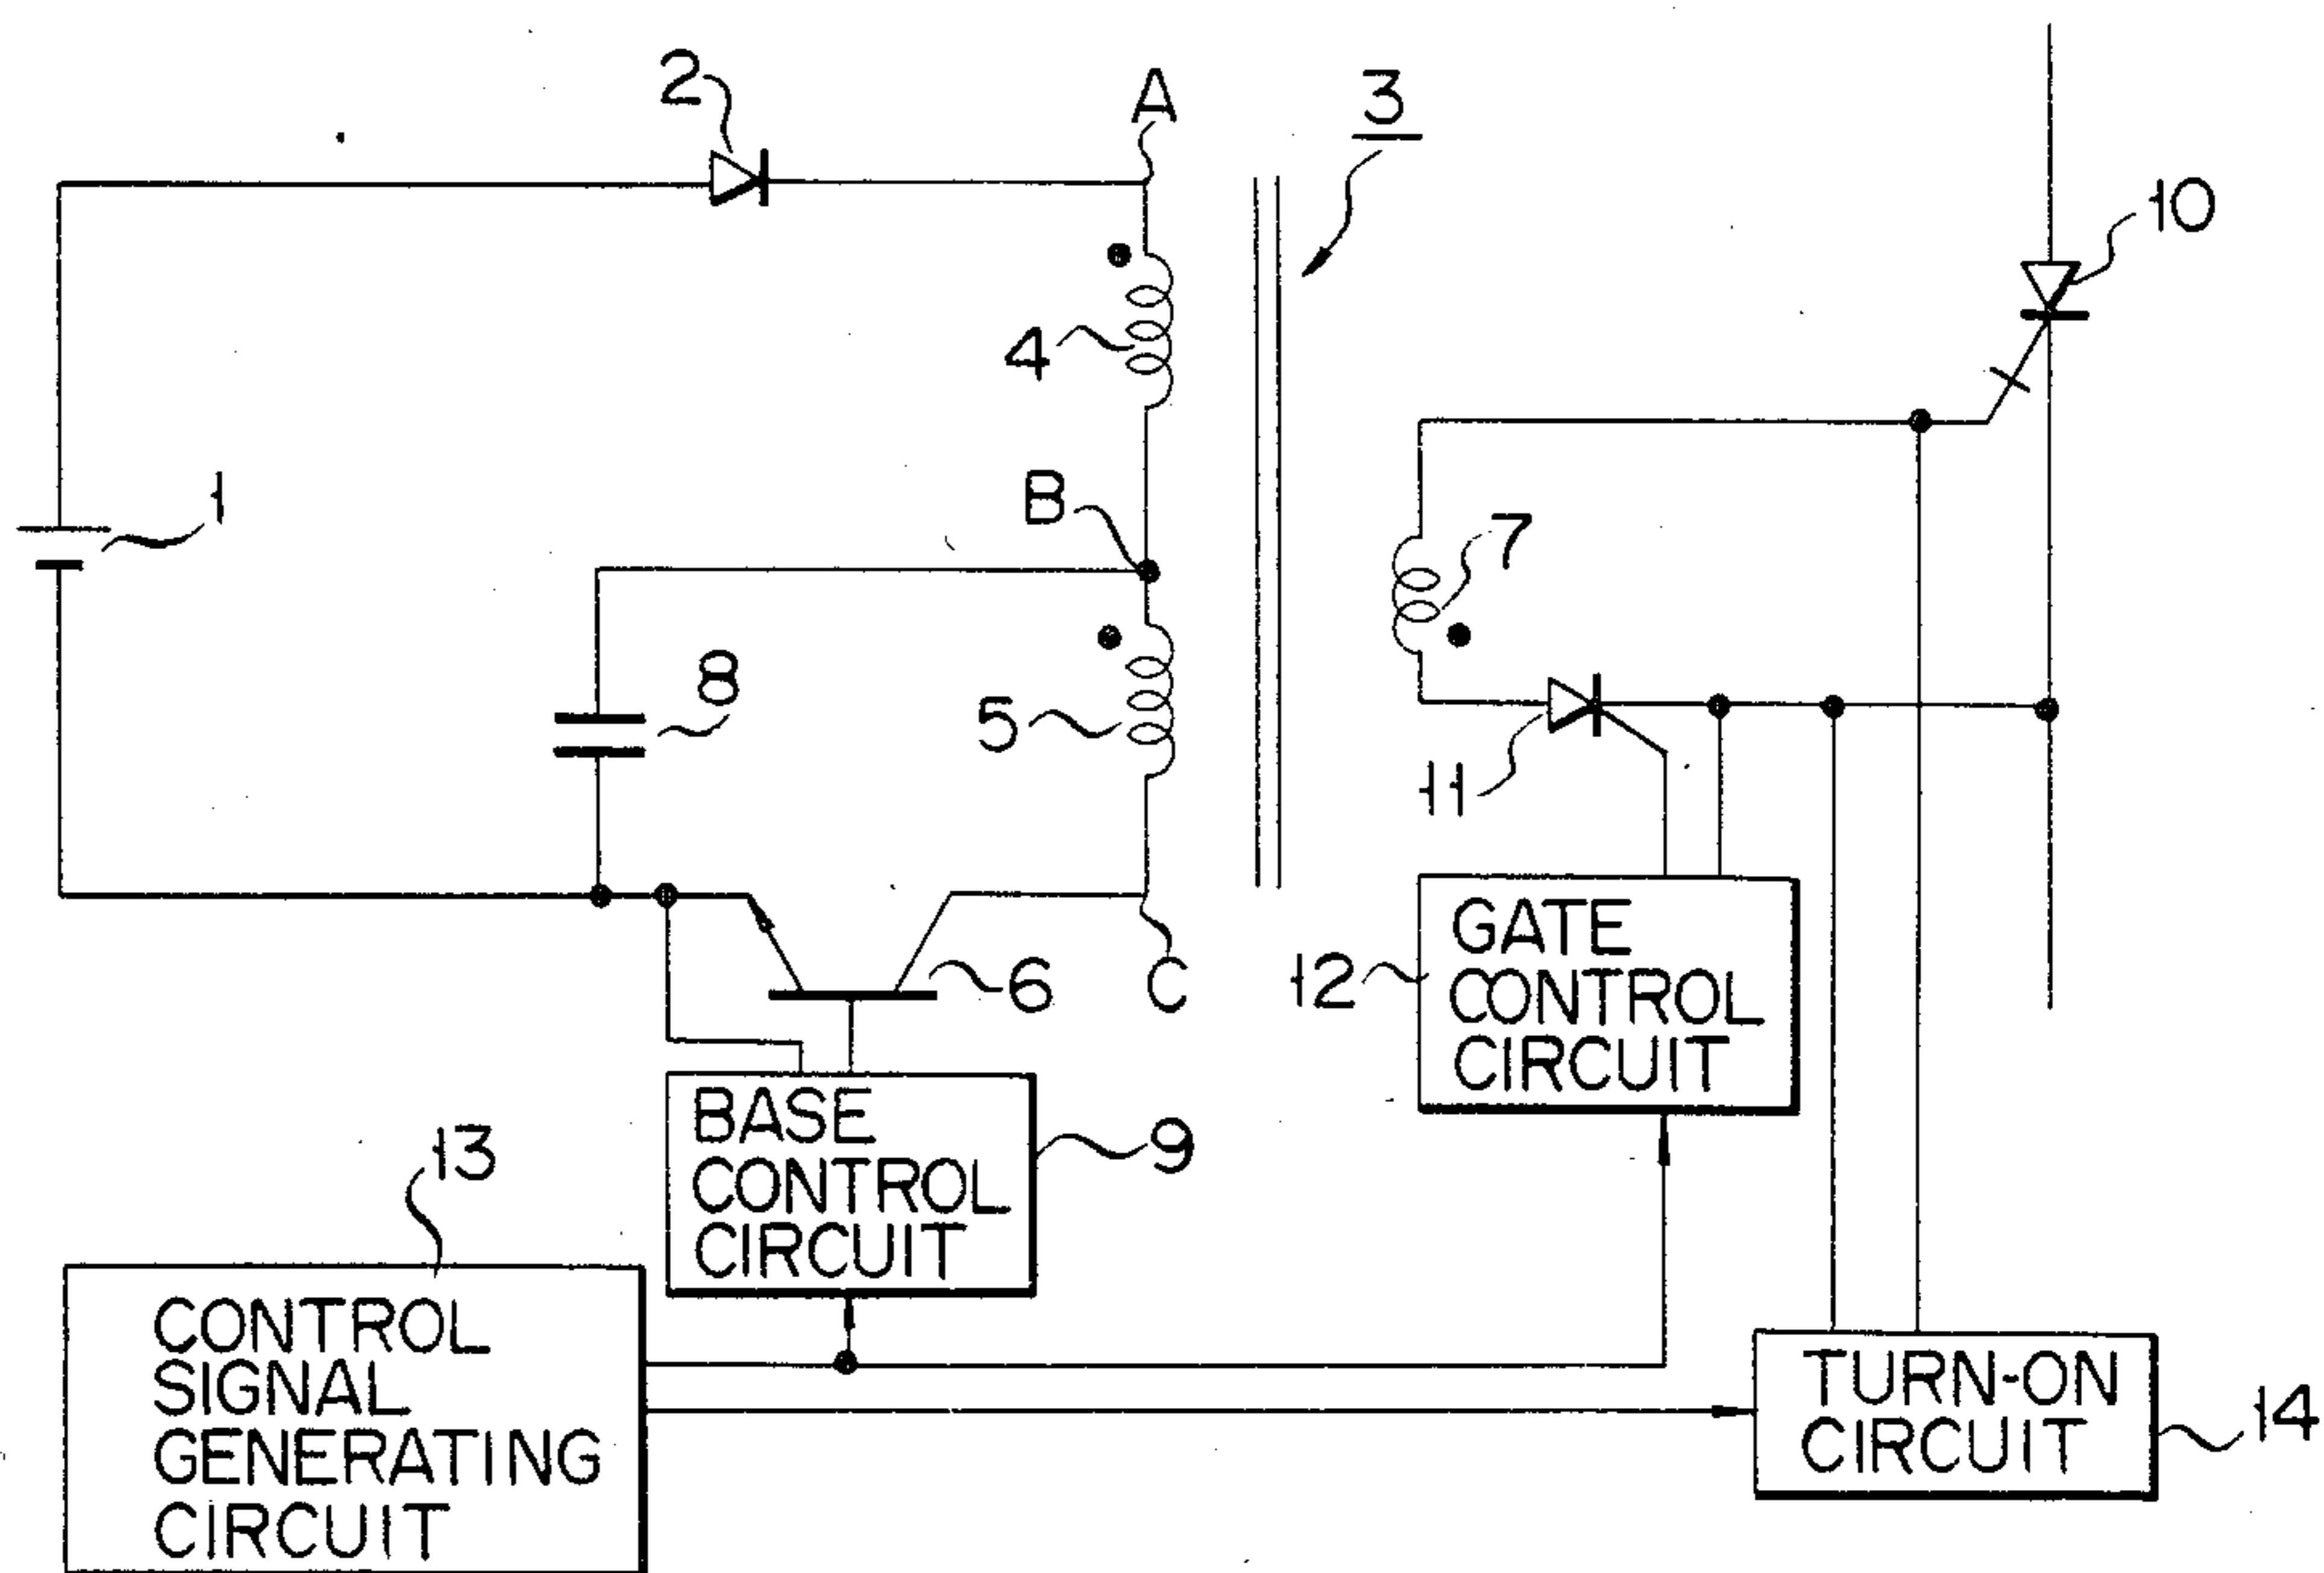 2
A
3
10
4
1
B
7
8
5
11
6
C
12
GATE
CONTROL
CIRCUIT
BASE
CONTROL
CIRCUIT
9
13
CONTROL
SIGNAL
GENERATING
CIRCUIT
TURN-ON
CIRCUIT
14